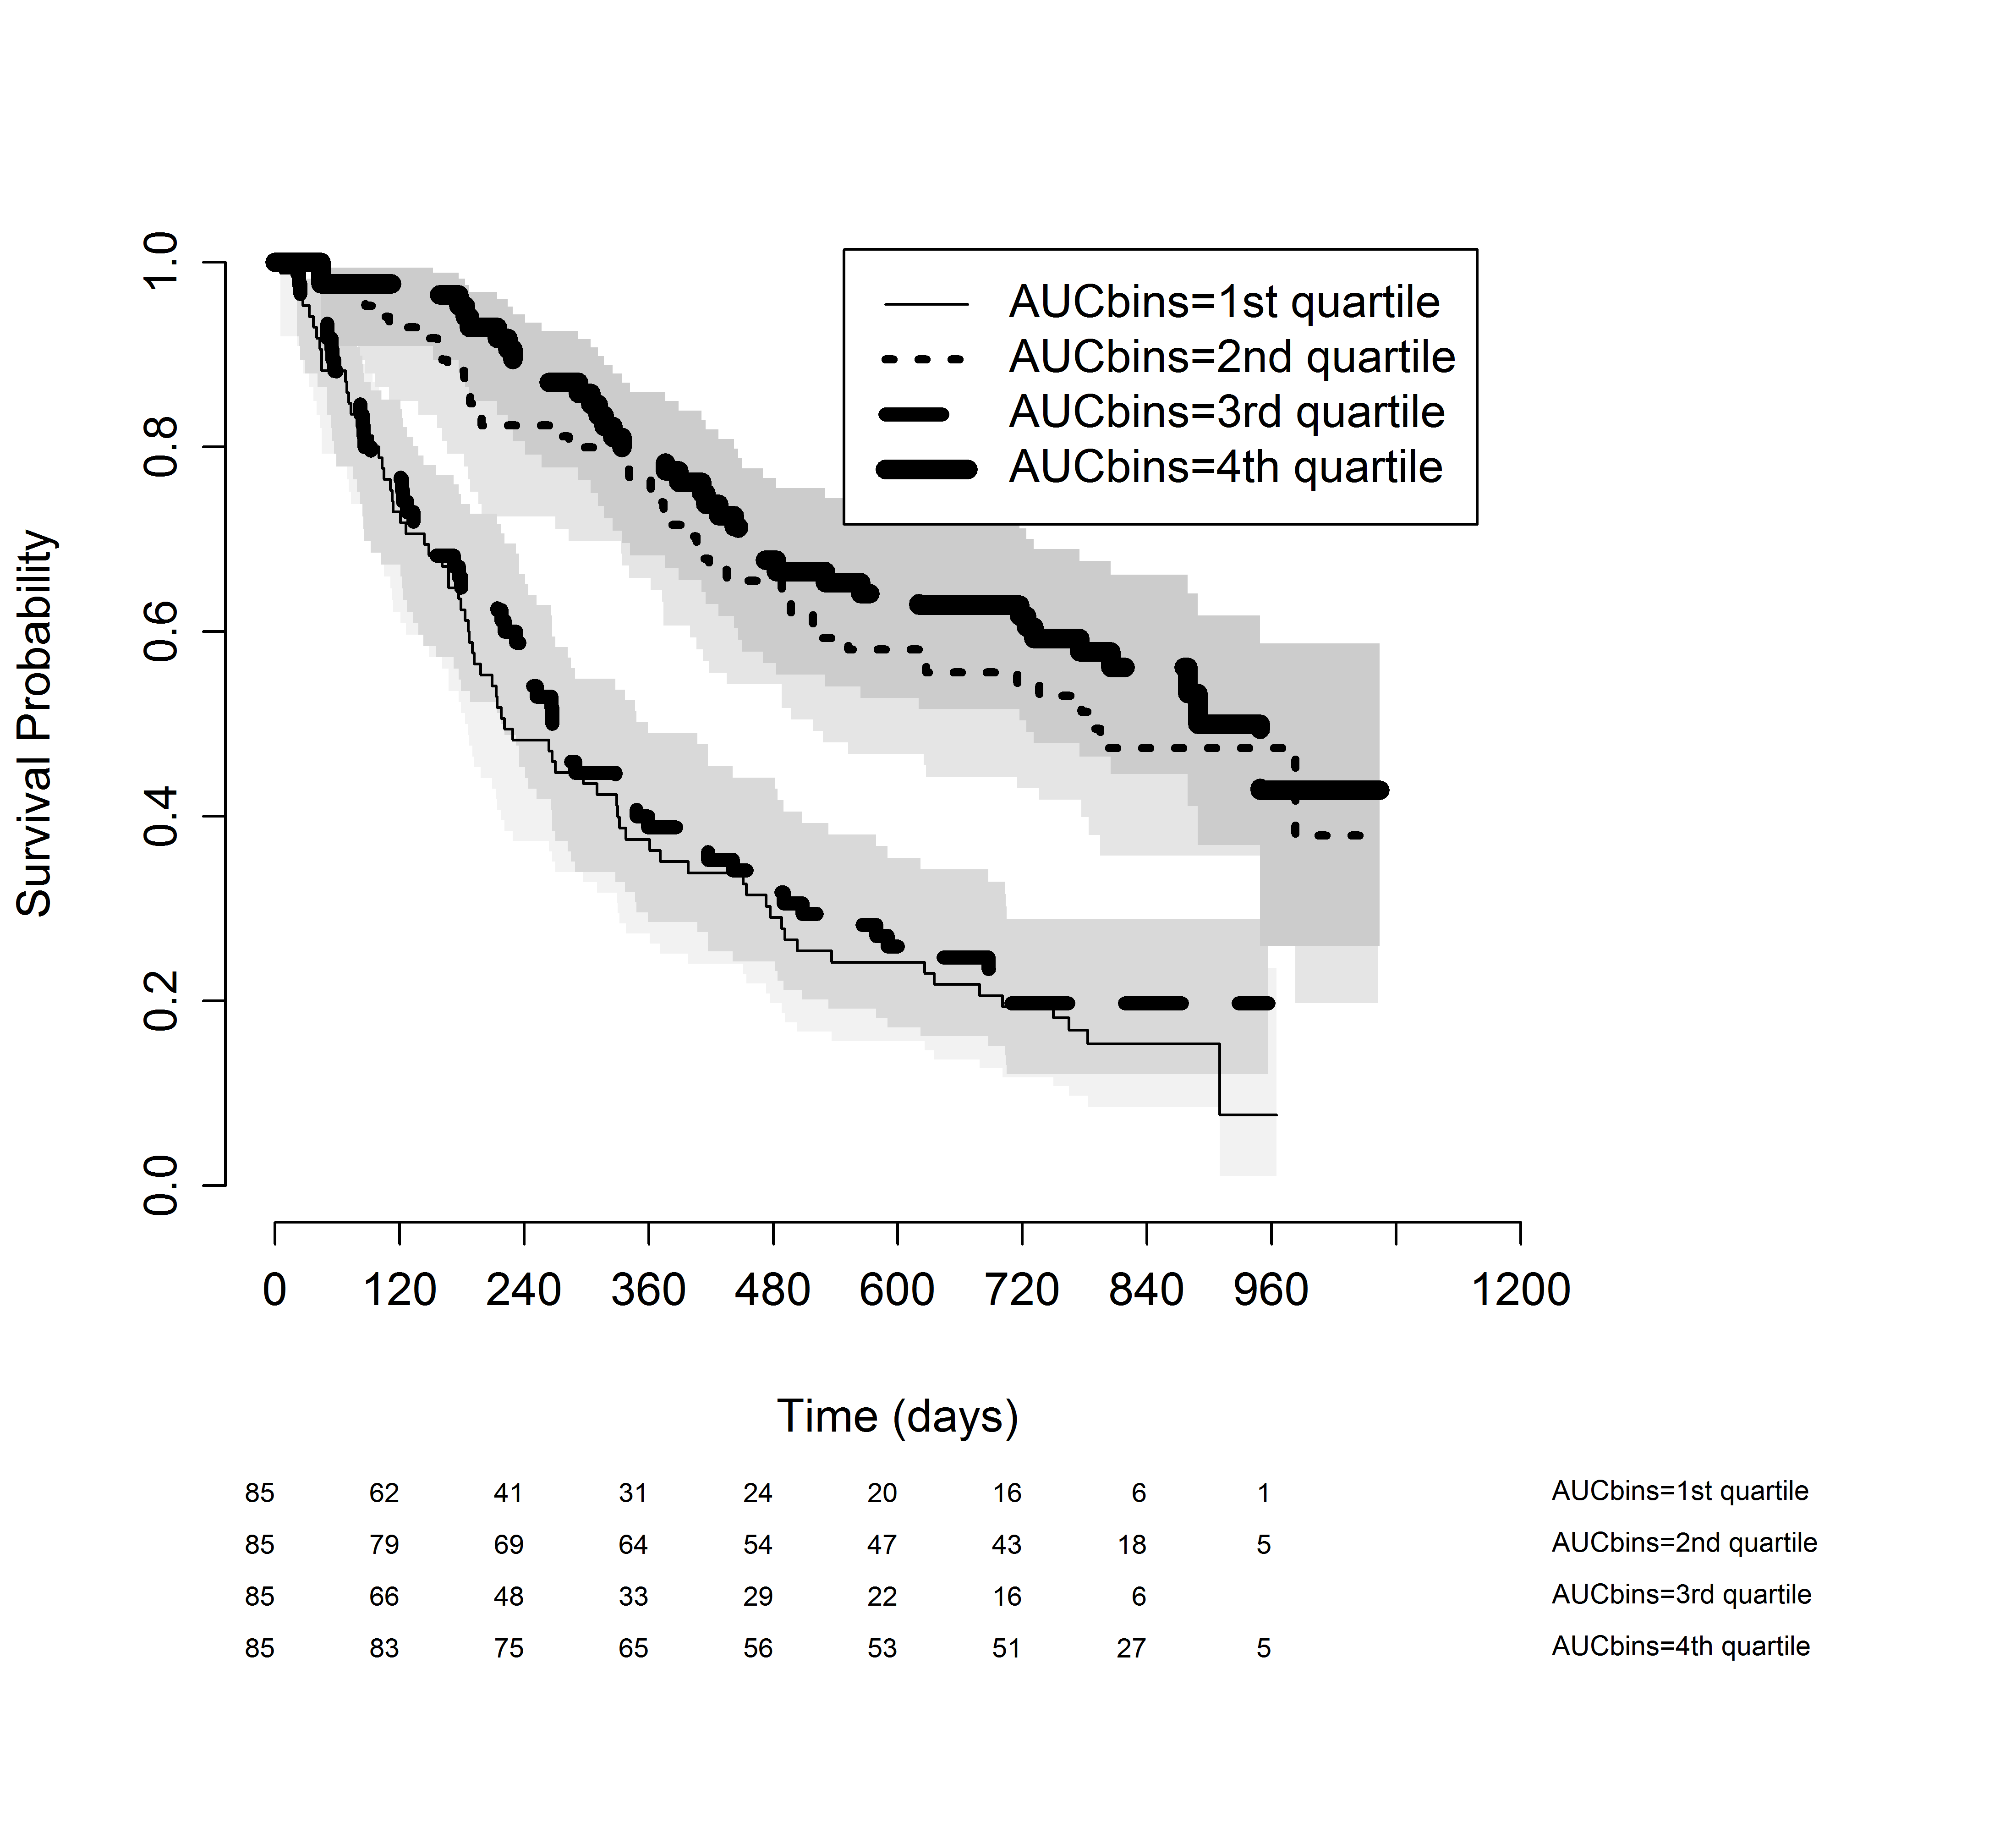 AUCbins=1st quartile
AUCbins=2nd quartile
AUCbins=3rd quartile
AUCbins=4th quartile
Survival Probability
1.0
0.8
0.6
0.4
0.2
0.0
0 120 240 360 480 600 720 840 960 1200
Time (days)
85 62 41 31 24 20 16 6 1 AUCbins=1st quartile
85 79 69 64 54 47 43 18 5 AUCbins=2nd quartile
85 66 48 33 29 22 16 6 AUCbins=3rd quartile
85 83 75 65 56 53 51 27 5 AUCbins=4th quartile